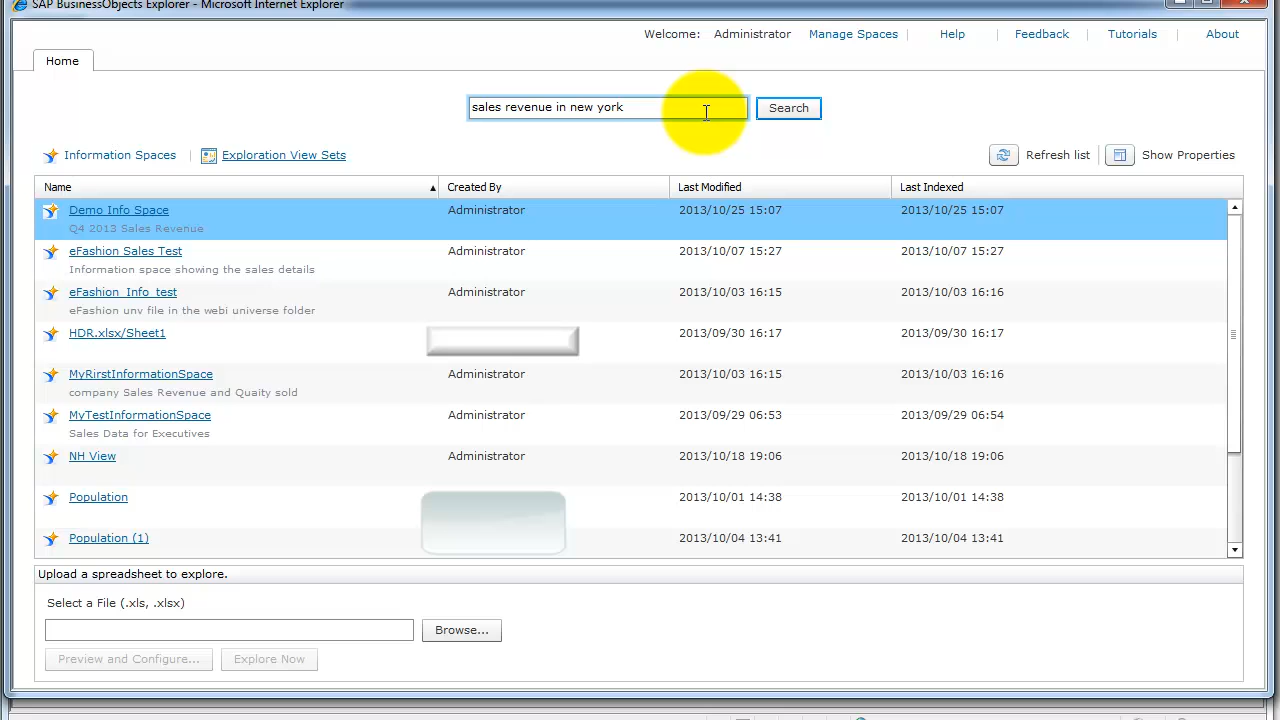 SAP BusinessObjects Explorer - Microsoft Internet Explorer
Welcome: Administrator Manage Spaces Help Feedback Tutorials About
Home
sales revenue in new york Search
Information Spaces Exploration View Sets Refresh list Show Properties
Name Created By Last Modified Last Indexed
Demo Info Space Administrator 2013/10/25 15:07 2013/10/25 15:07
Q4 2013 Sales Revenue
eFashion Sales Test Administrator 2013/10/07 15:27 2013/10/07 15:27
Information space showing the sales details
eFashion_Info_test Administrator 2013/10/03 16:15 2013/10/03 16:16
eFashion unv file in the webi universe folder
HDR.xlsx/Sheet1 2013/09/30 16:17 2013/09/30 16:17
MyRirstInformationSpace Administrator 2013/10/03 16:15 2013/10/03 16:16
company Sales Revenue and Quaity sold
MyTestInformationSpace Administrator 2013/09/29 06:53 2013/09/29 06:54
Sales Data for Executives
NH View Administrator 2013/10/18 19:06 2013/10/18 19:06
Population 2013/10/01 14:38 2013/10/01 14:38
Population (1) 2013/10/04 13:41 2013/10/04 13:41
Upload a spreadsheet to explore.
Select a File (.xls, .xlsx)
Browse...
Preview and Configure... Explore Now